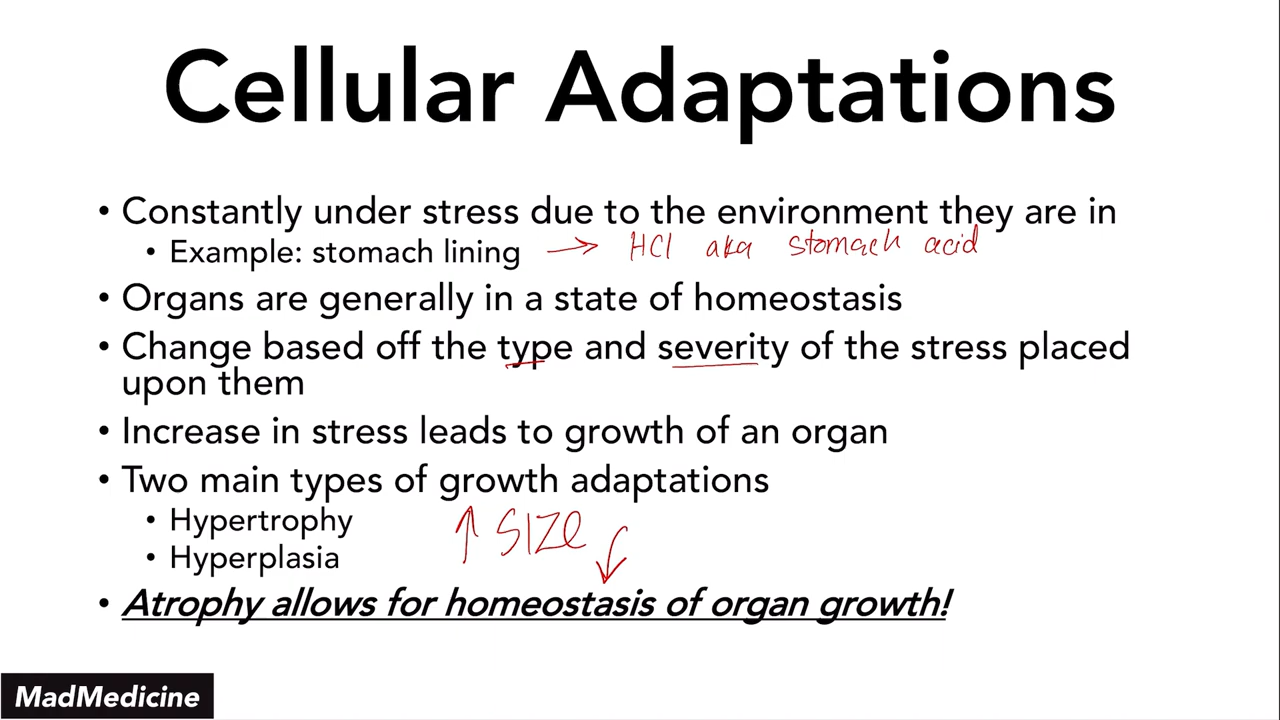 Cellular Adaptations
• Constantly under stress due to the environment they are in
• Example: stomach lining → HCl aka stomach acid
• Organs are generally in a state of homeostasis
• Change based off the type and severity of the stress placed
upon them
• Increase in stress leads to growth of an organ
• Two main types of growth adaptations
• Hypertrophy ↑ SIZE
• Hyperplasia
• Atrophy allows for homeostasis of organ growth!
MadMedicine